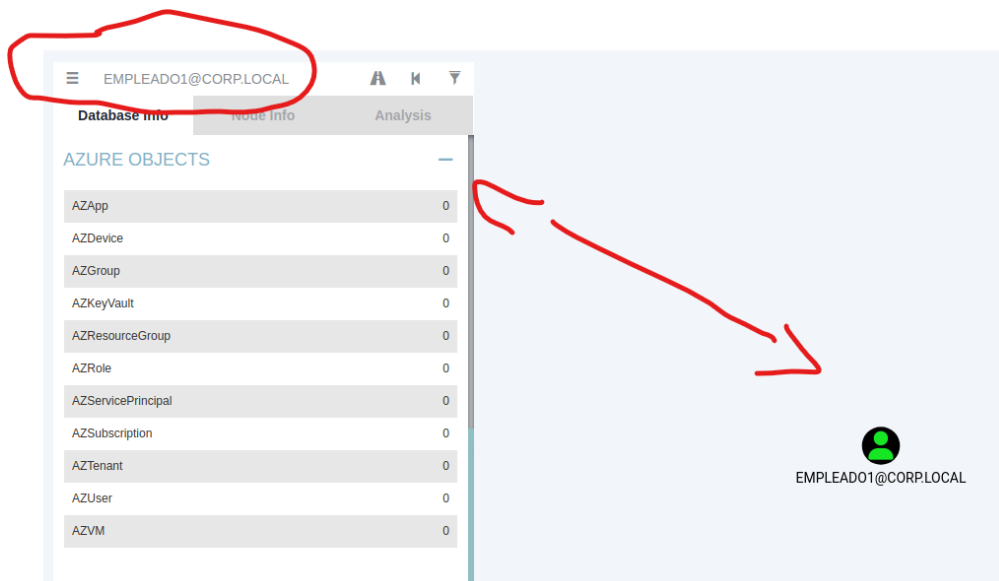 EMPLEADO1@CORP.LOCAL
Database Info Node Info Analysis
AZURE OBJECTS
AZApp 0
AZDevice 0
AZGroup 0
AZKeyVault 0
AZResourceGroup 0
AZRole 0
AZServicePrincipal 0
AZSubscription 0
AZTenant 0
AZUser 0
AZVM 0
EMPLEADO1@CORP.LOCAL